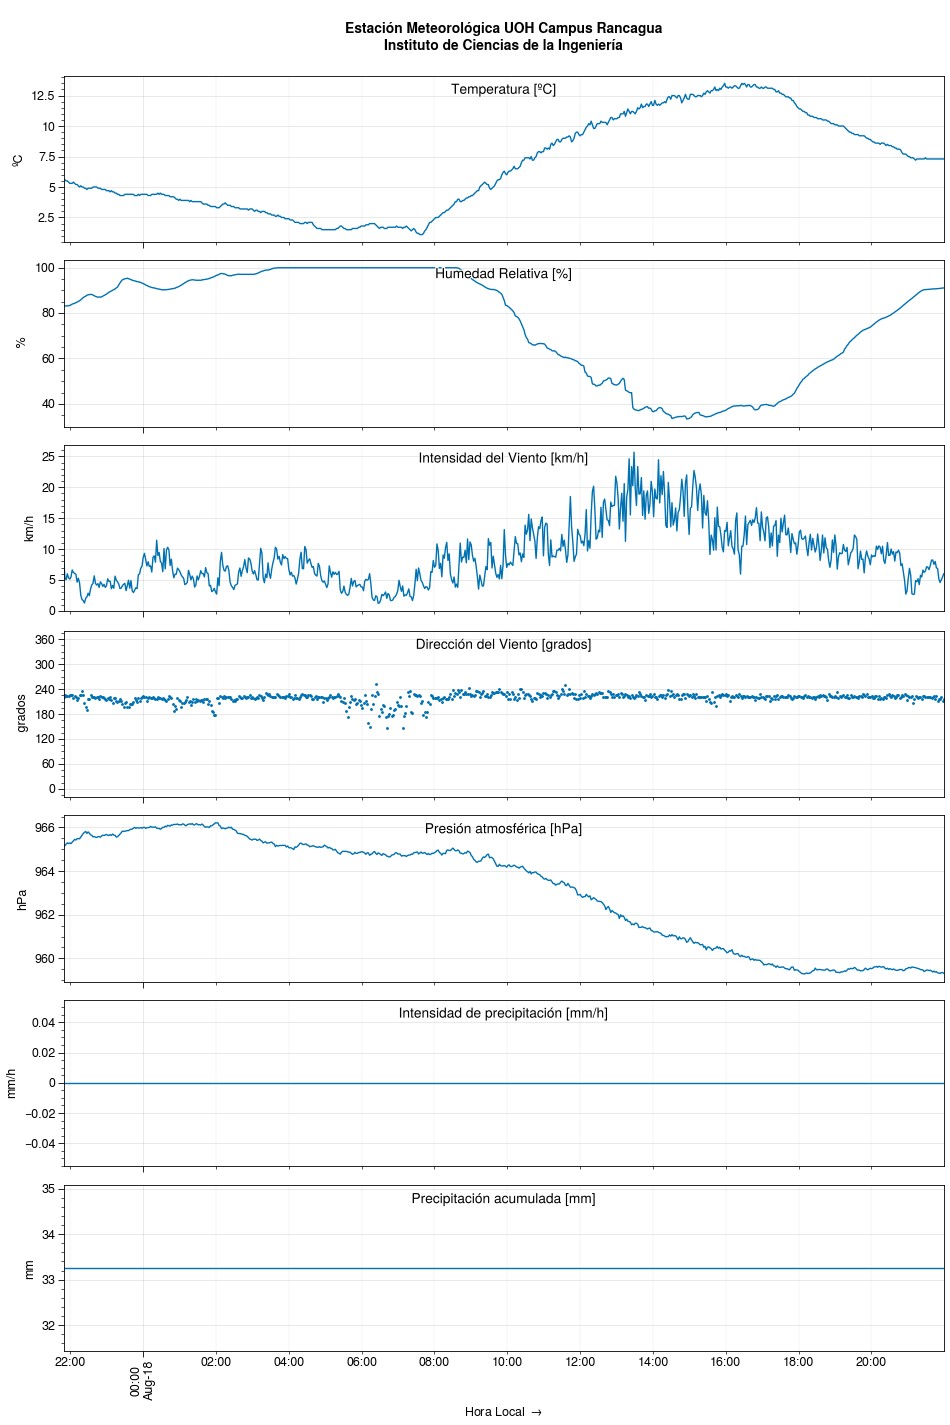 Estación Meteorológica UOH Campus Rancagua
Instituto de Ciencias de la Ingeniería
Temperatura [ºC]
ºC
12.5
10
7.5
5
2.5
Humedad Relativa [%]
%
100
80
60
40
Intensidad del Viento [km/h]
km/h
25
20
15
10
5
0
Dirección del Viento [grados]
grados
360
300
240
180
120
60
0
Presión atmosférica [hPa]
hPa
966
964
962
960
Intensidad de precipitación [mm/h]
mm/h
0.04
0.02
0
−0.02
−0.04
Precipitación acumulada [mm]
mm
35
34
33
32
22:00
00:00
Aug-18
02:00
04:00
06:00
08:00
10:00
12:00
14:00
16:00
18:00
20:00
Hora Local →